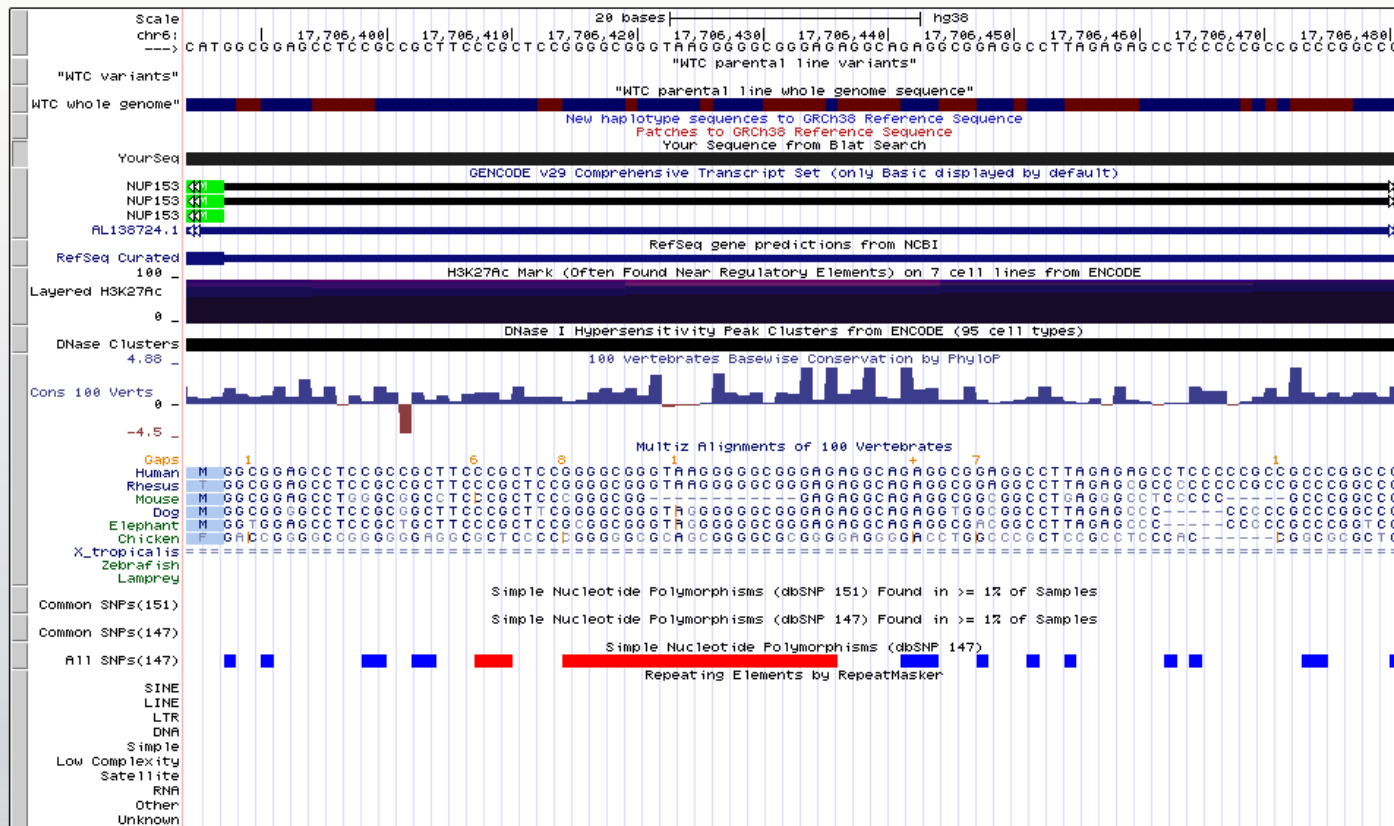 Scale 20 bases hg38
chr6: 17,706,400 17,706,410 17,706,420 17,706,430 17,706,440 17,706,450 17,706,460 17,706,470 17,706,480
---> CATGGCGGAGCCTCCGCCGCTTCCCGCTCCGGGGCGGGTAAGGGGGCGGGAGAGGCAGAGGCGGAGGCCTTAGAGAGCCTCCCCCGCCGCCCGGCCC
"WTC parental line variants"
"WTC variants"
"WTC parental line whole genome sequence"
WTC whole genome"
New haplotype sequences to GRCh38 Reference Sequence
Patches to GRCh38 Reference Sequence
Your Sequence from Blat Search
YourSeq
GENCODE v29 Comprehensive Transcript Set (only Basic displayed by default)
NUP153 M
NUP153 M
NUP153 M
AL138724.1
RefSeq gene predictions from NCBI
RefSeq Curated
100 _ H3K27Ac Mark (Often Found Near Regulatory Elements) on 7 cell lines from ENCODE
Layered H3K27Ac
0 _
DNase I Hypersensitivity Peak Clusters from ENCODE (95 cell types)
DNase Clusters
4.88 _ 100 vertebrates Basewise Conservation by PhyloP
Cons 100 Verts
0 -
-4.5 _
Multiz Alignments of 100 Vertebrates
Gaps 1 6 8 1 + 7 1
Human M GGCGGAGCCTCCGCCGCTTCCCGCTCCGGGGCGGGTAAGGGGGCGGGAGAGGCAGAGGCGGAGGCCTTAGAGAGCCTCCCCCGCCGCCCGGCCC
Rhesus T
Mouse M
Dog M
Elephant M
Chicken F
X_tropicalis
Zebrafish
Lamprey
Simple Nucleotide Polymorphisms (dbSNP 151) Found in >= 1% of Samples
Common SNPs(151)
Simple Nucleotide Polymorphisms (dbSNP 147) Found in >= 1% of Samples
Common SNPs(147)
Simple Nucleotide Polymorphisms (dbSNP 147)
All SNPs(147)
Repeating Elements by RepeatMasker
SINE
LINE
LTR
DNA
Simple
Low Complexity
Satellite
RNA
Other
Unknown